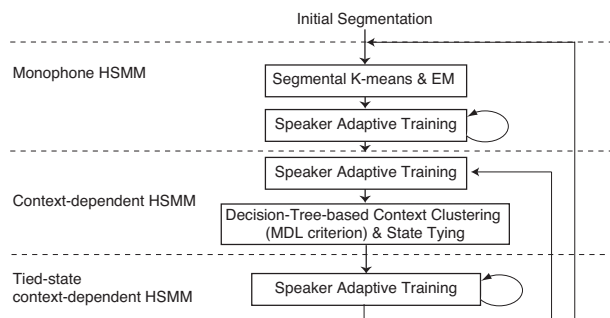 Initial Segmentation
Monophone HSMM
Segmental K-means & EM
Speaker Adaptive Training
Speaker Adaptive Training
Context-dependent HSMM
Decision-Tree-based Context Clustering
(MDL criterion) & State Tying
Tied-state
context-dependent HSMM
Speaker Adaptive Training